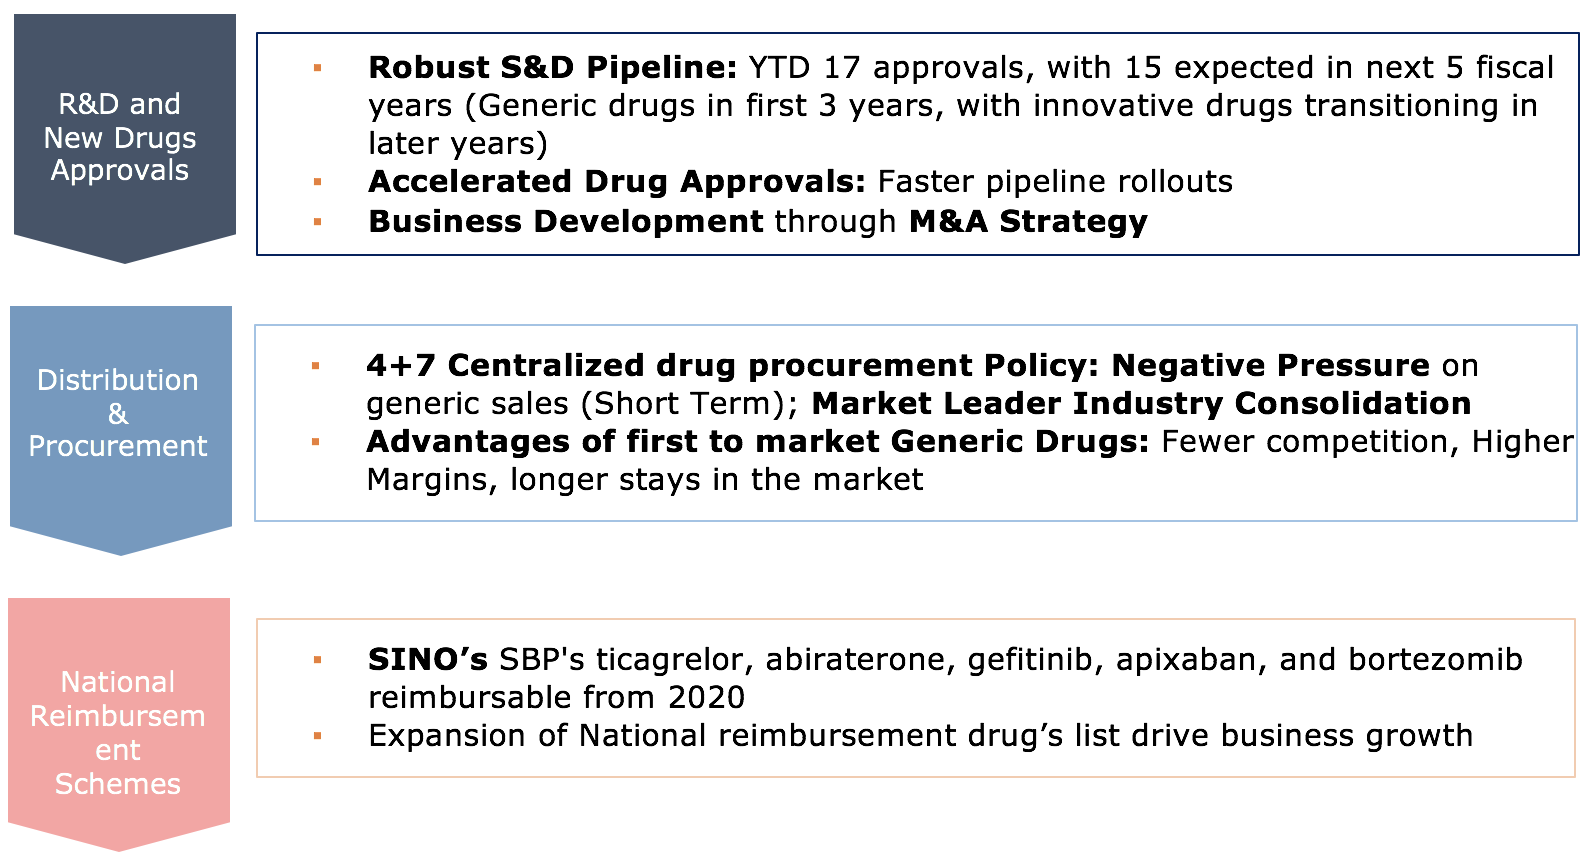 R&D and
New Drugs
Approvals
▪ Robust S&D Pipeline: YTD 17 approvals, with 15 expected in next 5 fiscal
years (Generic drugs in first 3 years, with innovative drugs transitioning in
later years)
▪ Accelerated Drug Approvals: Faster pipeline rollouts
▪ Business Development through M&A Strategy
Distribution
&
Procurement
▪ 4+7 Centralized drug procurement Policy: Negative Pressure on
generic sales (Short Term); Market Leader Industry Consolidation
▪ Advantages of first to market Generic Drugs: Fewer competition, Higher
Margins, longer stays in the market
National
Reimbursem
ent
Schemes
▪ SINO’s SBP's ticagrelor, abiraterone, gefitinib, apixaban, and bortezomib
reimbursable from 2020
▪ Expansion of National reimbursement drug’s list drive business growth